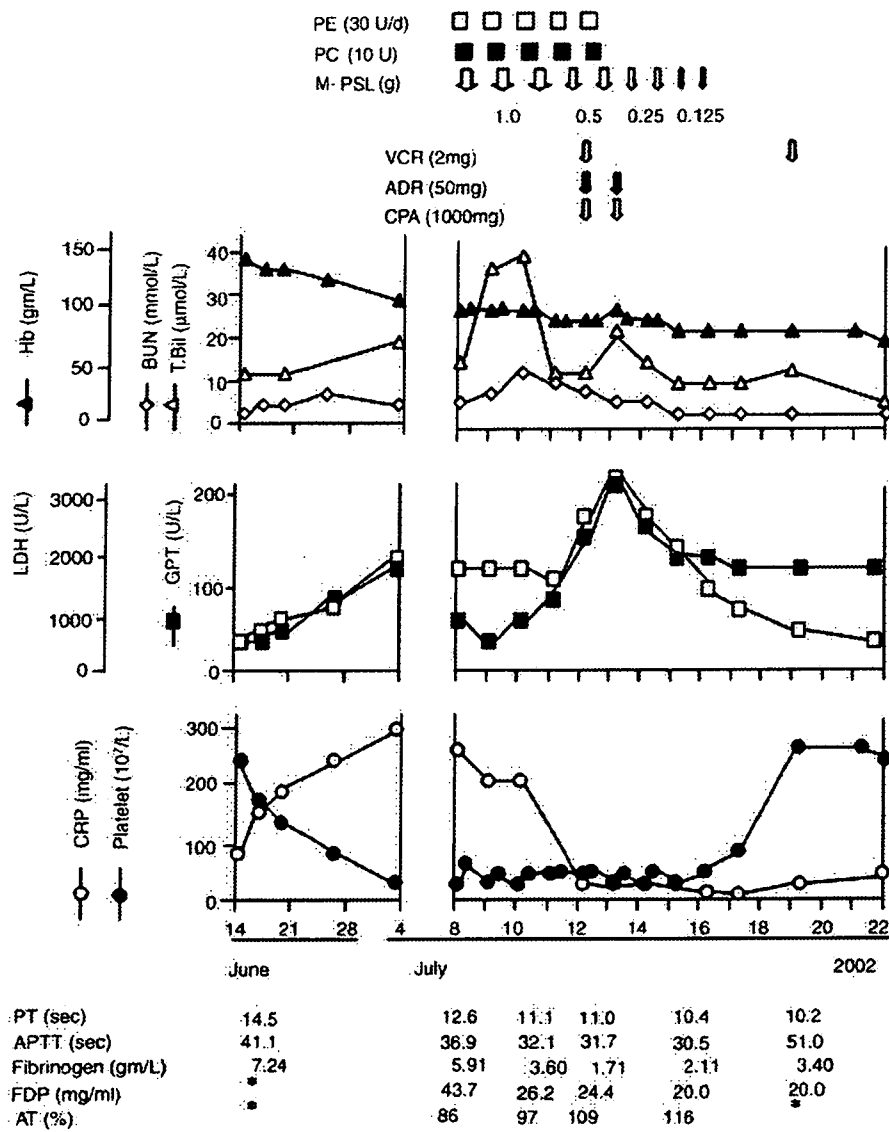 PE (30 U/d)
PC (10 U)
M-PSL (g)
1.0 0.5 0.25 0.125
VCR (2mg)
ADR (50mg)
CPA (1000mg)
Hb (gm/L)
150
100
50
0
BUN (mmol/L)
T.Bil (μmol/L)
40
30
20
10
0
LDH (U/L)
3000
2000
1000
0
GPT (U/L)
200
100
0
CRP (mg/ml)
Platelet (10⁷/L)
300
200
100
0
14 21 28 4 8 10 12 14 16 18 20 22
June July 2002
PT (sec) 14.5 12.6 11.1 11.0 10.4 10.2
APTT (sec) 41.1 36.9 32.1 31.7 30.5 51.0
Fibrinogen (gm/L) 7.24 5.91 3.60 1.71 2.11 3.40
FDP (mg/ml) * 43.7 26.2 24.4 20.0 20.0
AT (%) * 86 97 109 116 *